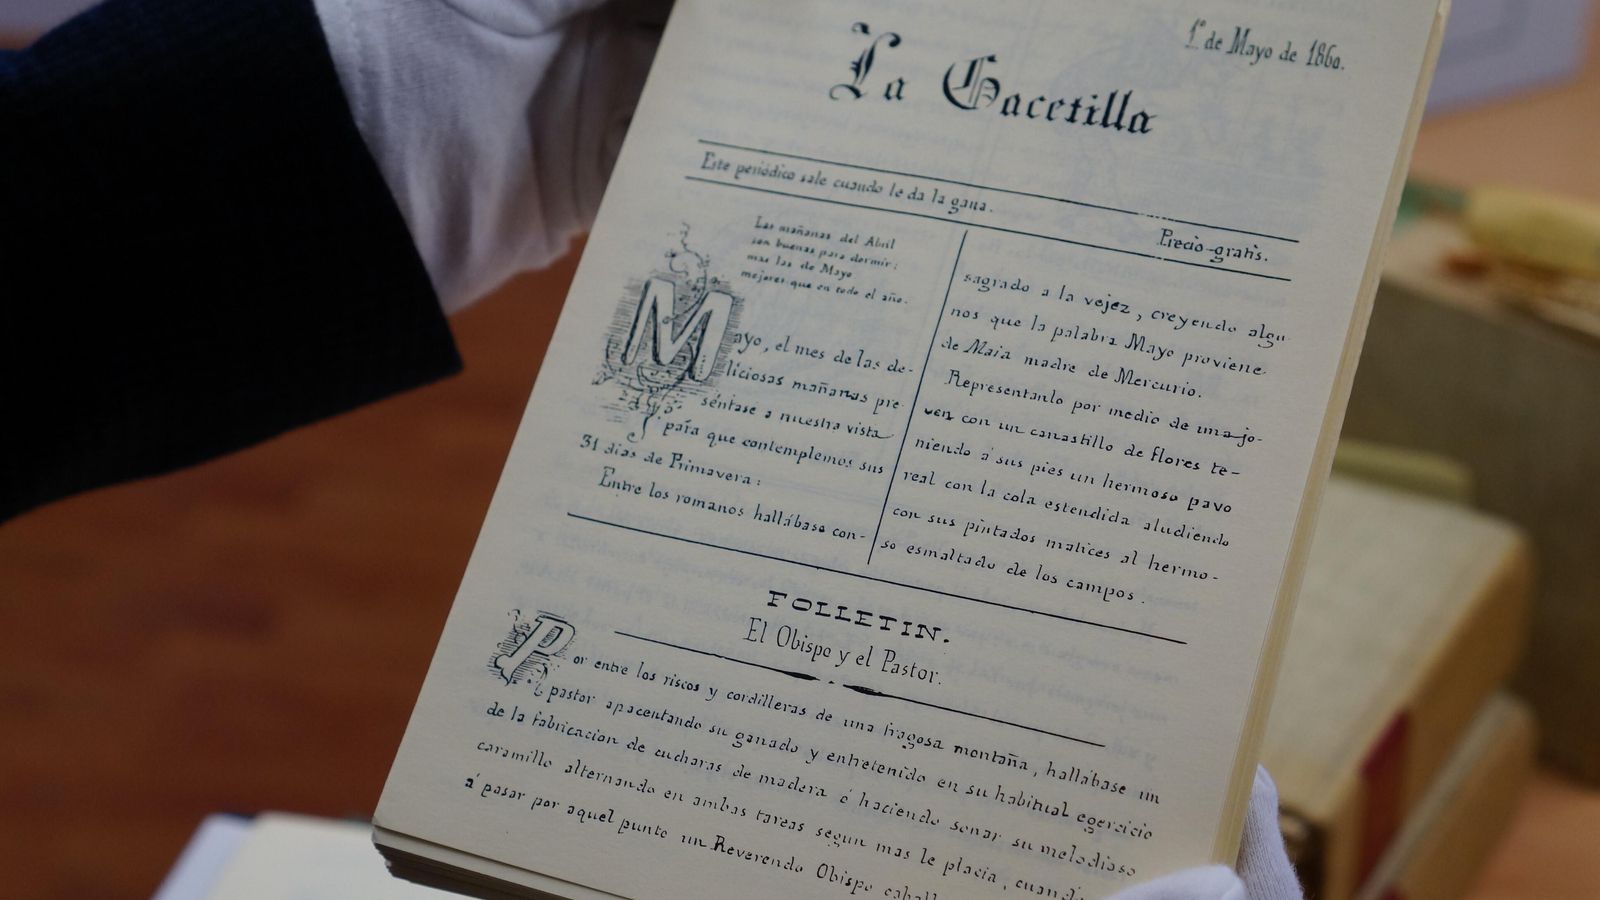 1º de Mayo de 1860.
La Gacetilla
Este periódico sale cuando le da la gana.
Precio-gratis.
Las mañanas del Abril
son buenas para dormir;
mas las de Mayo
mejores que en todo el año.
Mayo, el mes de las de-
liciosas mañanas pre-
séntase a nuestra vista
para que contemplemos sus
31 dias de Primavera:
Entre los romanos hallábase con-
sagrado a la vejez, creyendo algu-
nos que la palabra Mayo proviene
de Maia madre de Mercurio.
Representanlo por medio de una jo-
ven con un canastillo de flores te-
niendo á sus pies un hermoso pavo
real con la cola estendida aludiendo
con sus pintados matices al hermo-
so esmaltado de los campos.
FOLLETIN.
El Obispo y el Pastor.
Por entre los riscos y cordilleras de una fragosa montaña, hallábase un
pastor apacentando su ganado y entretenido en su habitual egercicio
de la fabricacion de cucharas de madera ó haciendo sonar su melodioso
caramillo alternando en ambas tareas segun mas le placia, cuand
á pasar por aquel punto un Reverendo Obispo caball